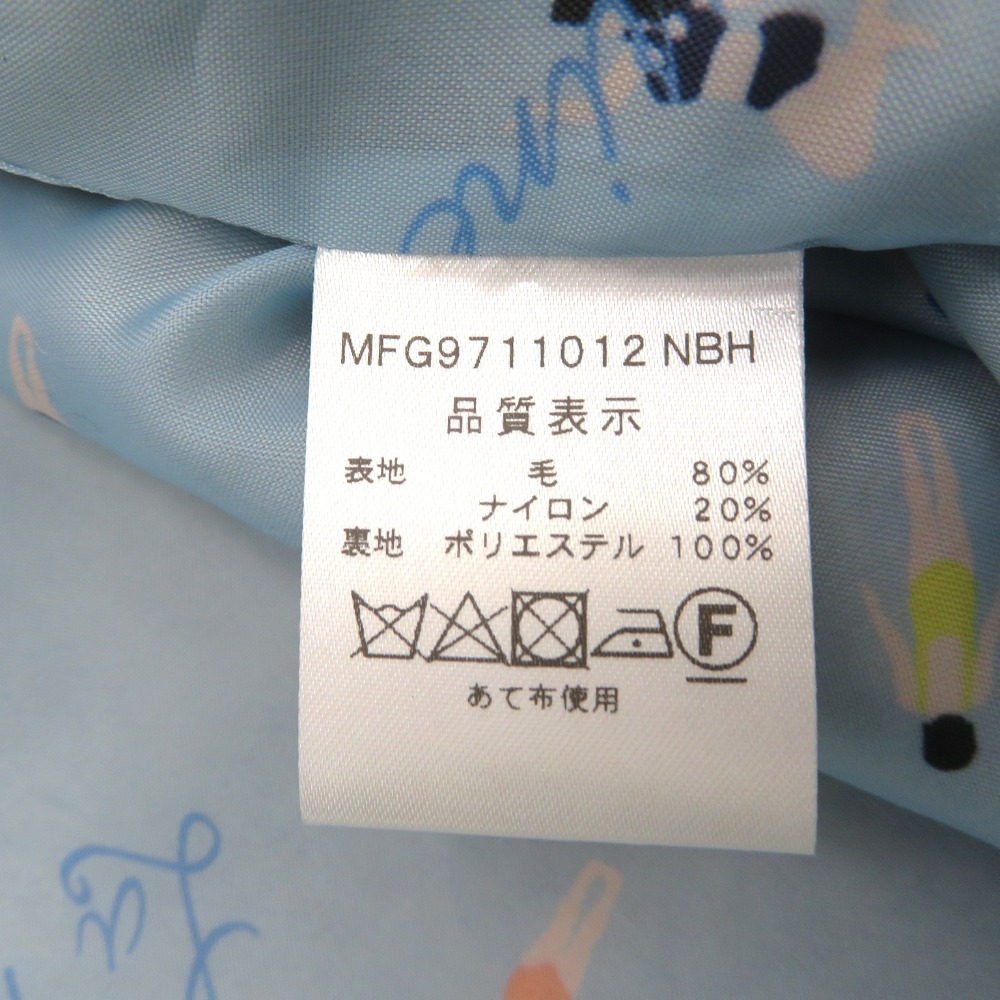 MFG9711012 NBH
品質表示
表地 毛 80%
ナイロン 20%
裏地 ポリエステル 100%
F
あて布使用